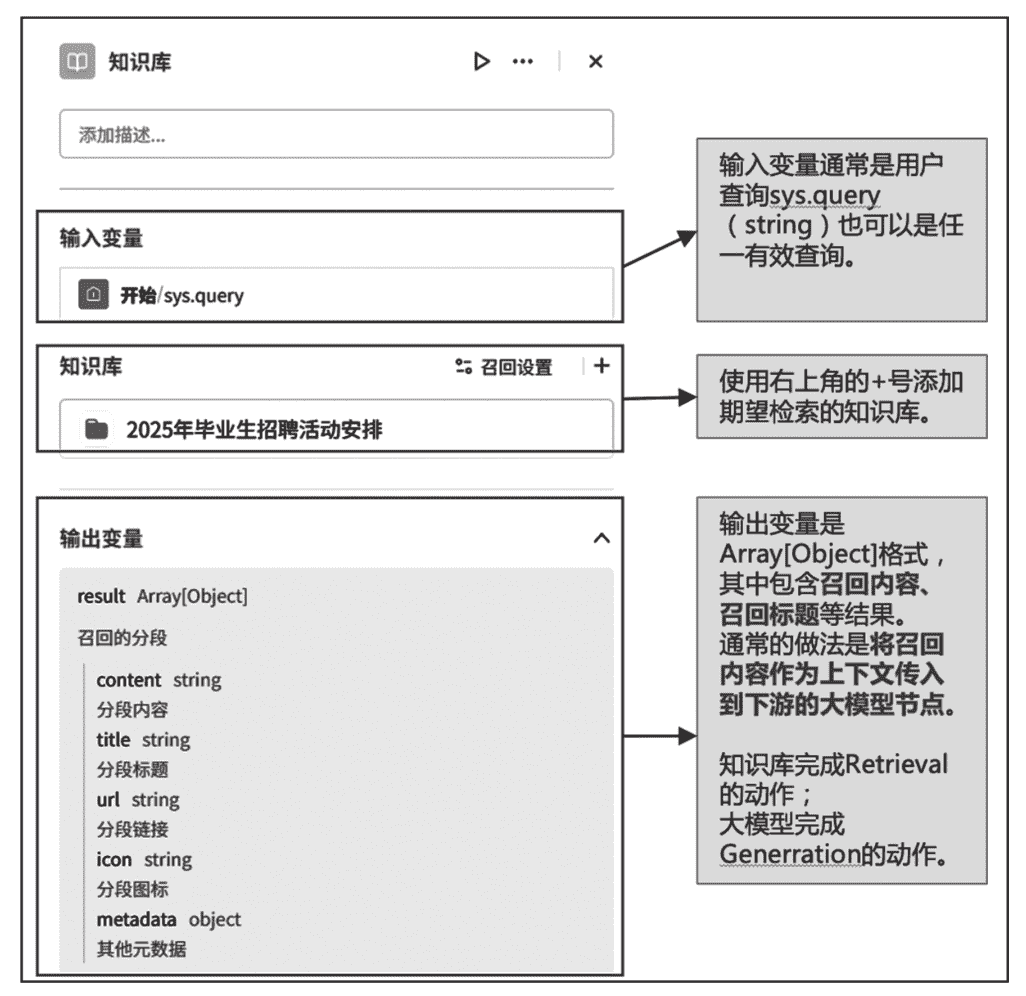 知识库
添加描述...
输入变量
开始/sys.query
知识库 召回设置
2025年毕业生招聘活动安排
输出变量
result Array[Object]
召回的分段
content string
分段内容
title string
分段标题
url string
分段链接
icon string
分段图标
metadata object
其他元数据
输入变量通常是用户
查询sys.query
（string）也可以是任
一有效查询。
使用右上角的+号添加
期望检索的知识库。
输出变量是
Array[Object]格式，
其中包含召回内容、
召回标题等结果。
通常的做法是将召回
内容作为上下文传入
到下游的大模型节点。
知识库完成Retrieval
的动作；
大模型完成
Generration的动作。